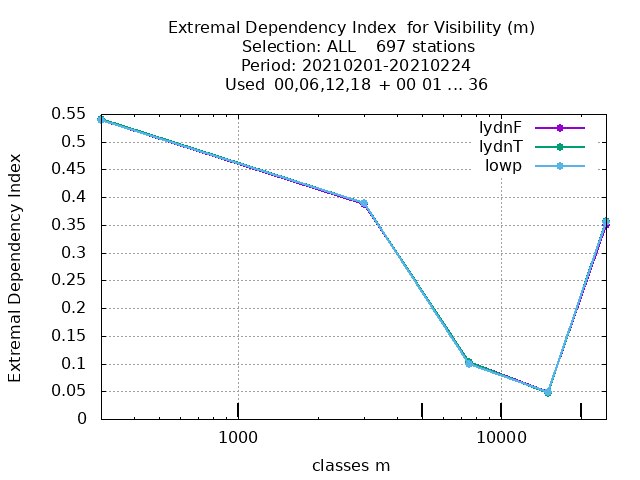 Extremal Dependency Index  for Visibility (m)
Selection: ALL    697 stations
Period: 20210201-20210224
Used  00,06,12,18  + 00 01 ... 36
lydnF
lydnT
lowp
Extremal Dependency Index
0.55
0.5
0.45
0.4
0.35
0.3
0.25
0.2
0.15
0.1
0.05
0
1000 10000
classes m